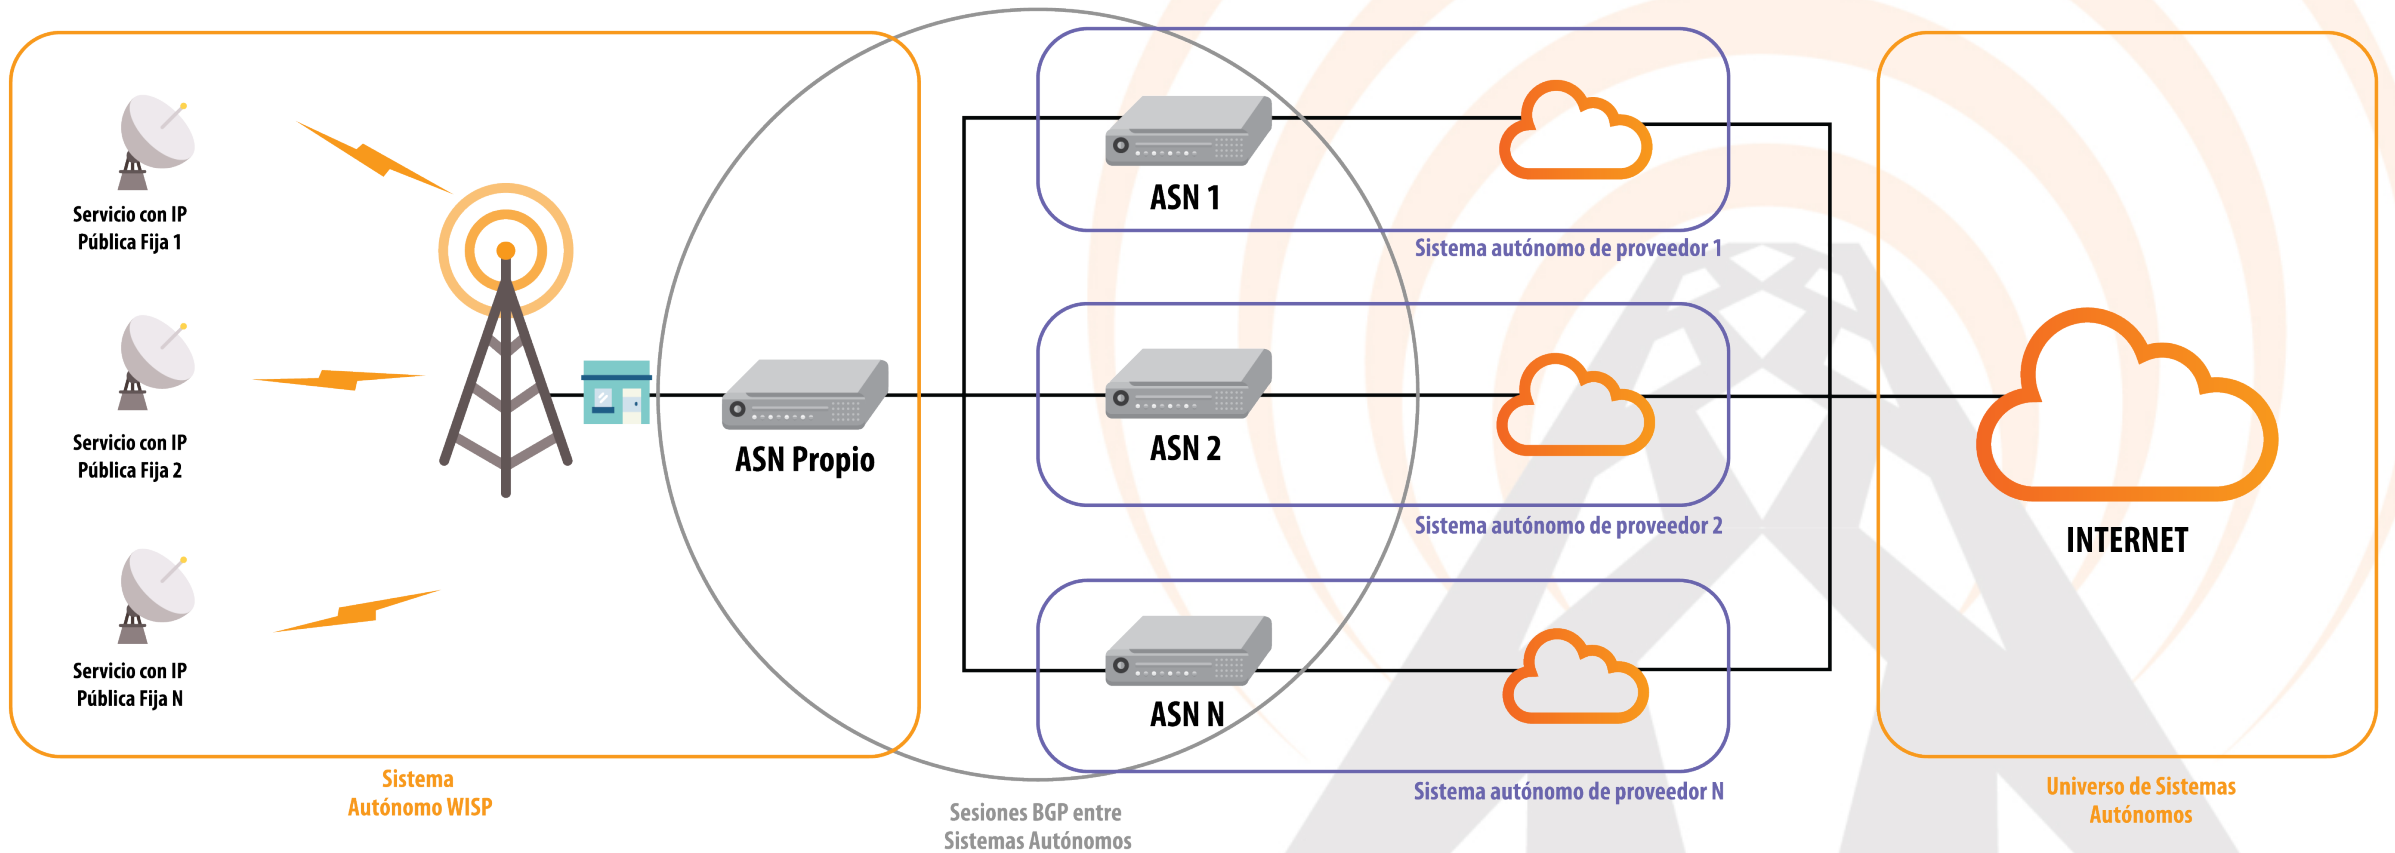 Servicio con IP
Pública Fija 1
Servicio con IP
Pública Fija 2
Servicio con IP
Pública Fija N
Sistema
Autónomo WISP
ASN Propio
Sesiones BGP entre
Sistemas Autónomos
ASN 1
Sistema autónomo de proveedor 1
ASN 2
Sistema autónomo de proveedor 2
ASN N
Sistema autónomo de proveedor N
INTERNET
Universo de Sistemas
Autónomos